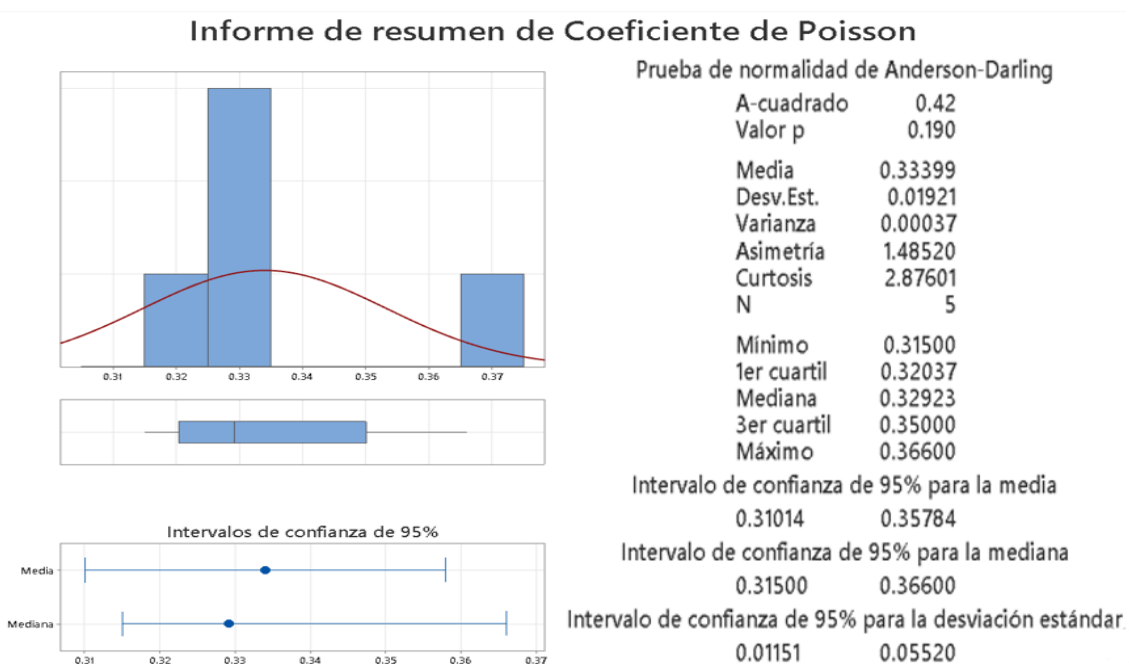 Informe de resumen de Coeficiente de Poisson
0.31 0.32 0.33 0.34 0.35 0.36 0.37
Intervalos de confianza de 95%
Media
Mediana
0.31 0.32 0.33 0.34 0.35 0.36 0.37
Prueba de normalidad de Anderson-Darling
A-cuadrado 0.42
Valor p 0.190
Media 0.33399
Desv.Est. 0.01921
Varianza 0.00037
Asimetría 1.48520
Curtosis 2.87601
N 5
Mínimo 0.31500
1er cuartil 0.32037
Mediana 0.32923
3er cuartil 0.35000
Máximo 0.36600
Intervalo de confianza de 95% para la media
0.31014 0.35784
Intervalo de confianza de 95% para la mediana
0.31500 0.36600
Intervalo de confianza de 95% para la desviación estándar
0.01151 0.05520